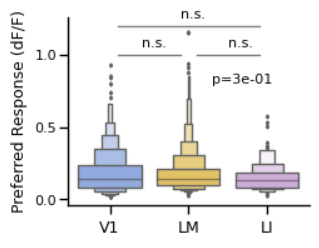 n.s.
n.s. n.s.
p=3e-01
Preferred Response (dF/F)
1.0
0.5
0.0
V1 LM LI